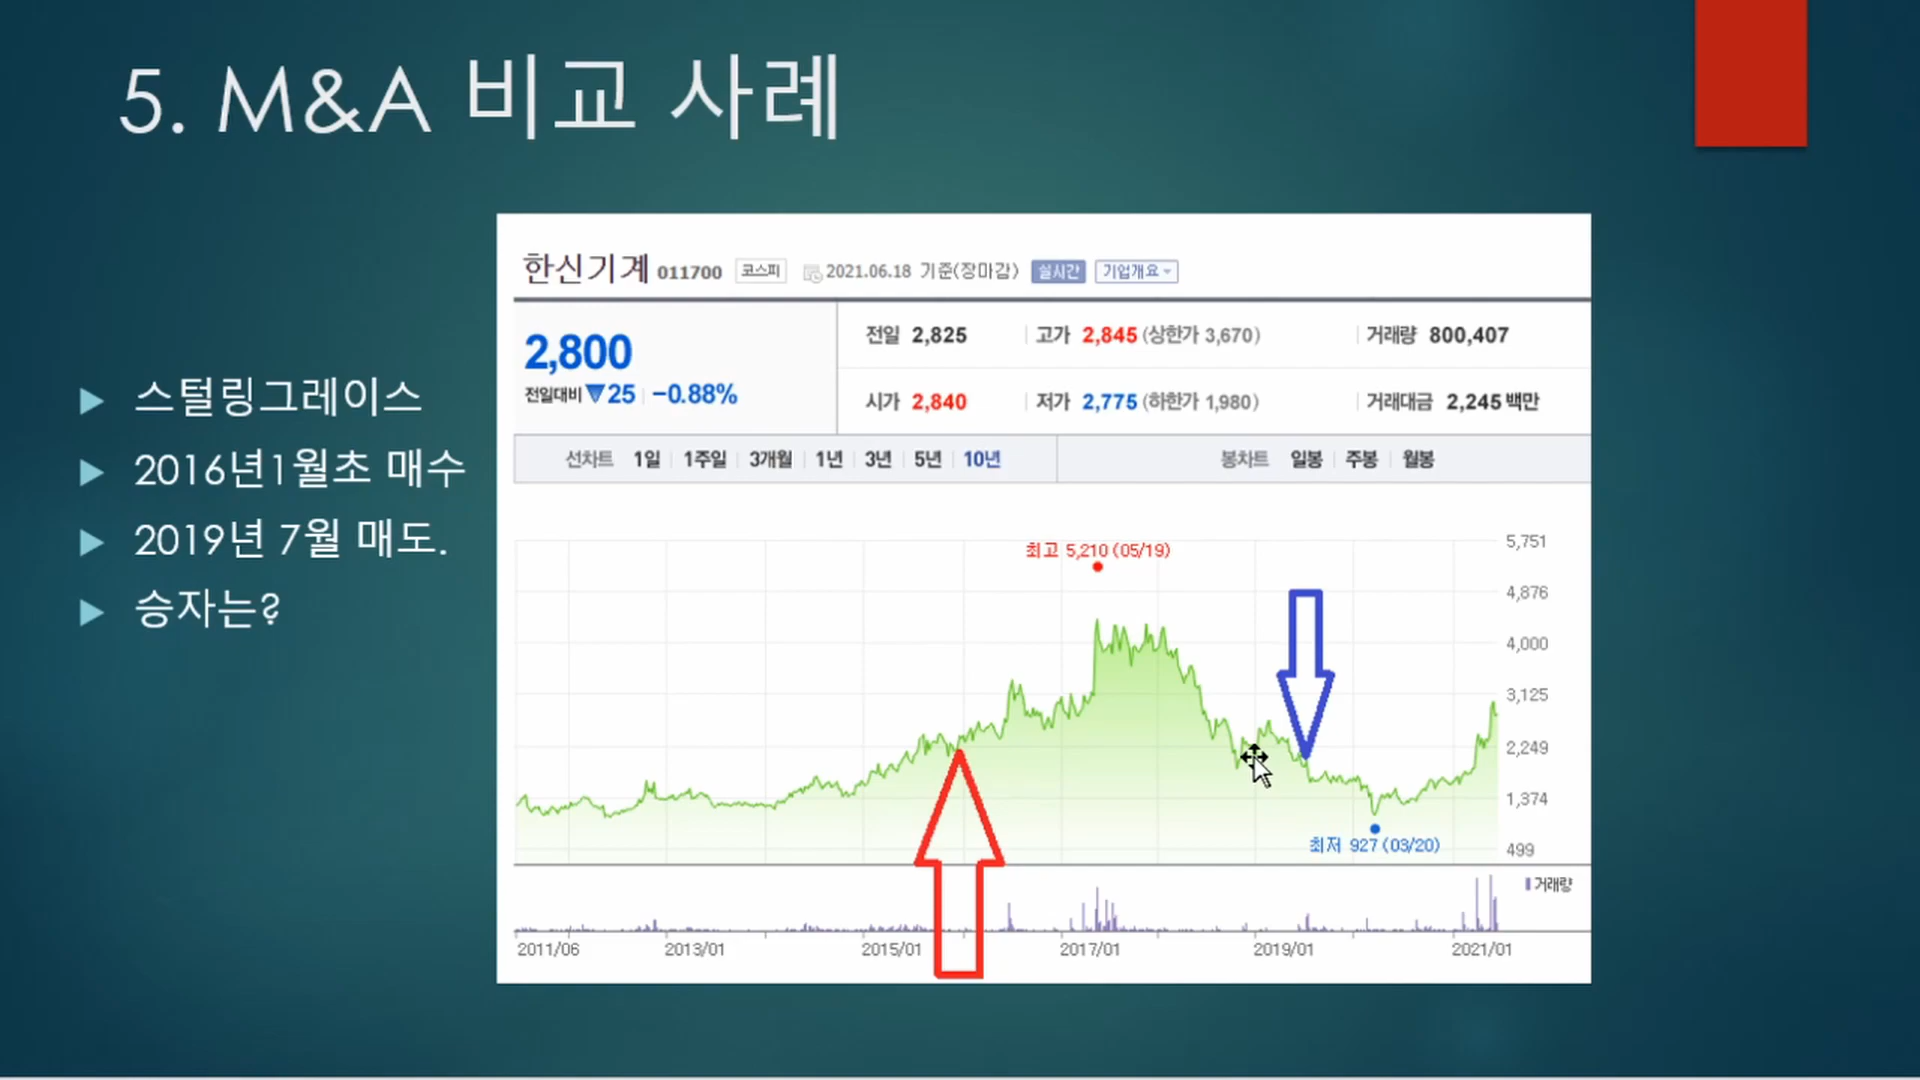 5. M&A 비교 사례
스털링그레이스
2016년1월초 매수
2019년 7월 매도.
승자는?
한신기계 011700 코스피 2021.06.18 기준(장마감) 실시간 기업개요
2,800
전일대비 ▼25 -0.88%
전일 2,825 고가 2,845 (상한가 3,670) 거래량 800,407
시가 2,840 저가 2,775 (하한가 1,980) 거래대금 2,245 백만
선차트 1일 1주일 3개월 1년 3년 5년 10년 봉차트 일봉 주봉 월봉
최고 5,210 (05/19)
5,751
4,876
4,000
3,125
2,249
1,374
499
최저 927 (03/20)
거래량
2011/06 2013/01 2015/01 2017/01 2019/01 2021/01